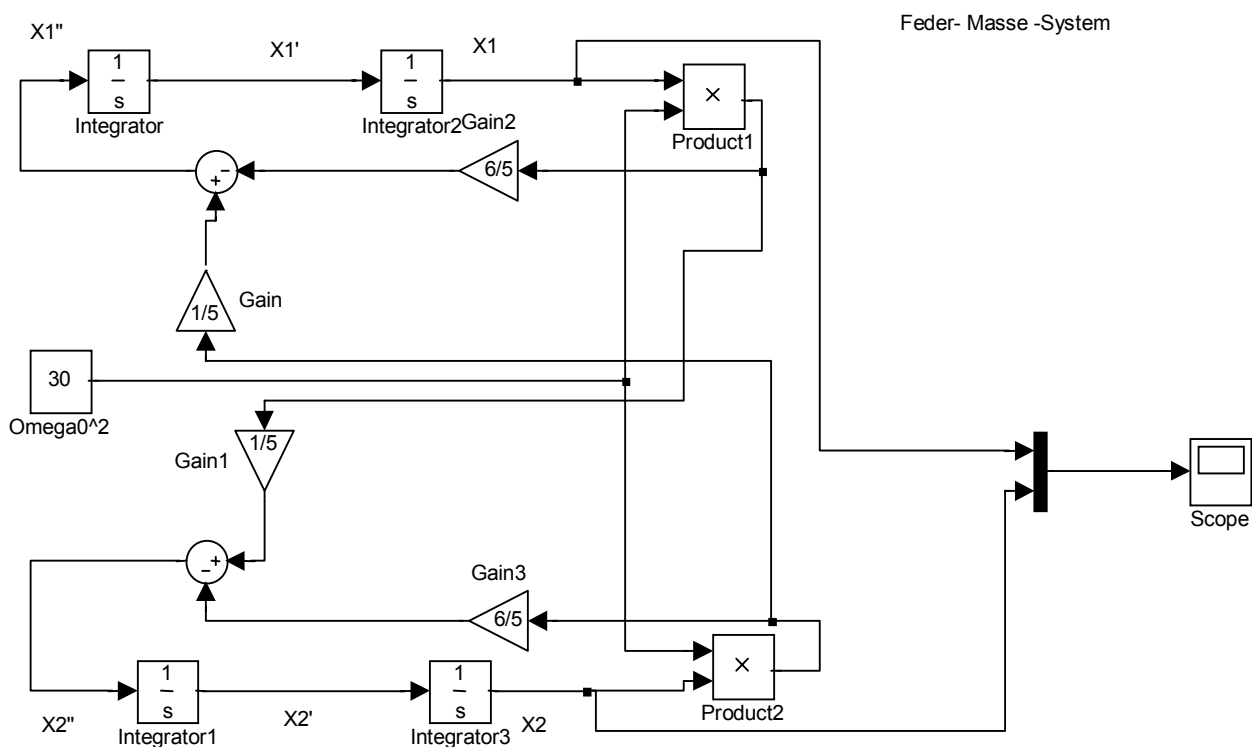 Feder- Masse -System
X1"
X1'
X1
1
s
Integrator
1
s
Integrator2
×
Product1
Gain2
6/5
−
+
1/5
Gain
30
Omega0^2
1/5
Gain1
Scope
+
−
Gain3
6/5
×
Product2
1
s
Integrator1
1
s
Integrator3
X2"
X2'
X2